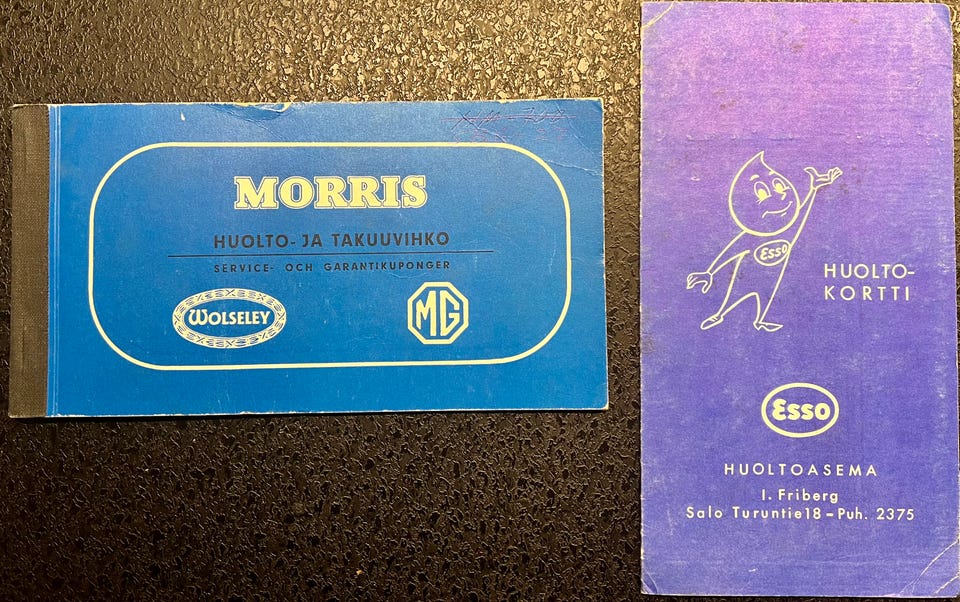 MORRIS
HUOLTO- JA TAKUUVIHKO
SERVICE- OCH GARANTIKUPONGER
WOLSELEY
MG
Esso
HUOLTO-
KORTTI
Esso
HUOLTOASEMA
I. Friberg
Salo Turuntie 18 – Puh. 2375